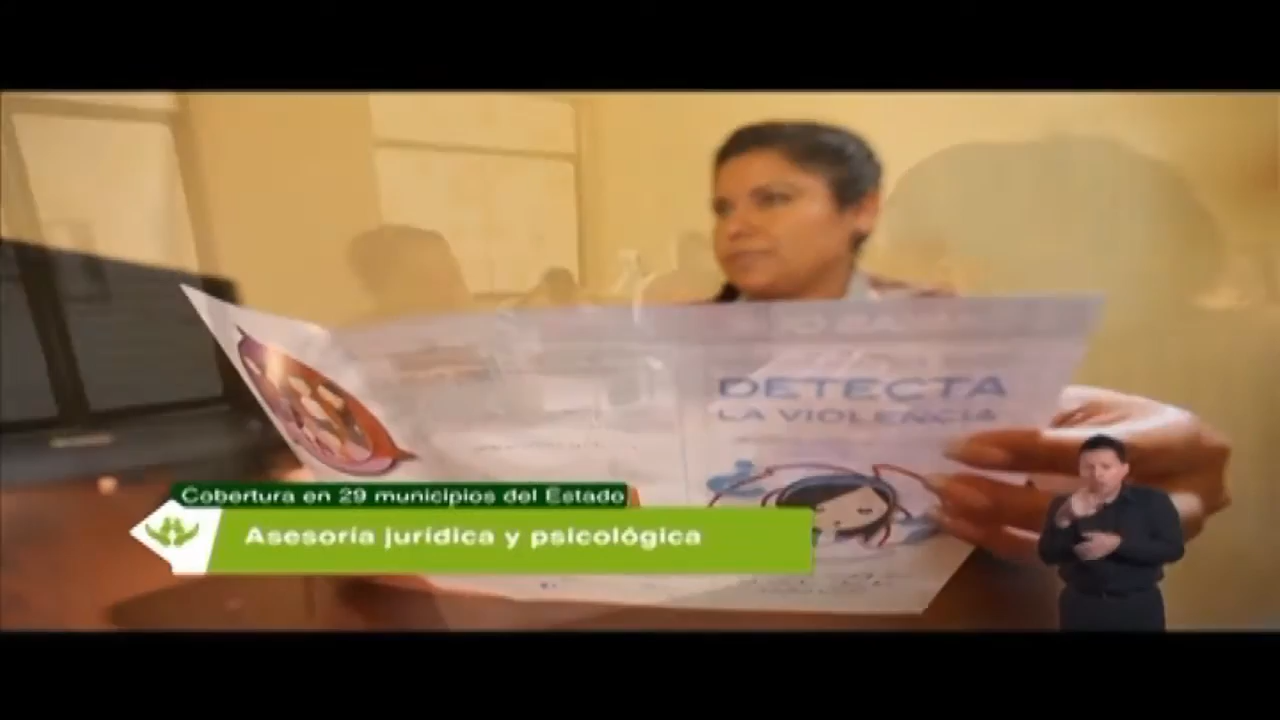 DETECTA
LA VIOLENCIA
Cobertura en 29 municipios del Estado
Asesoría jurídica y psicológica